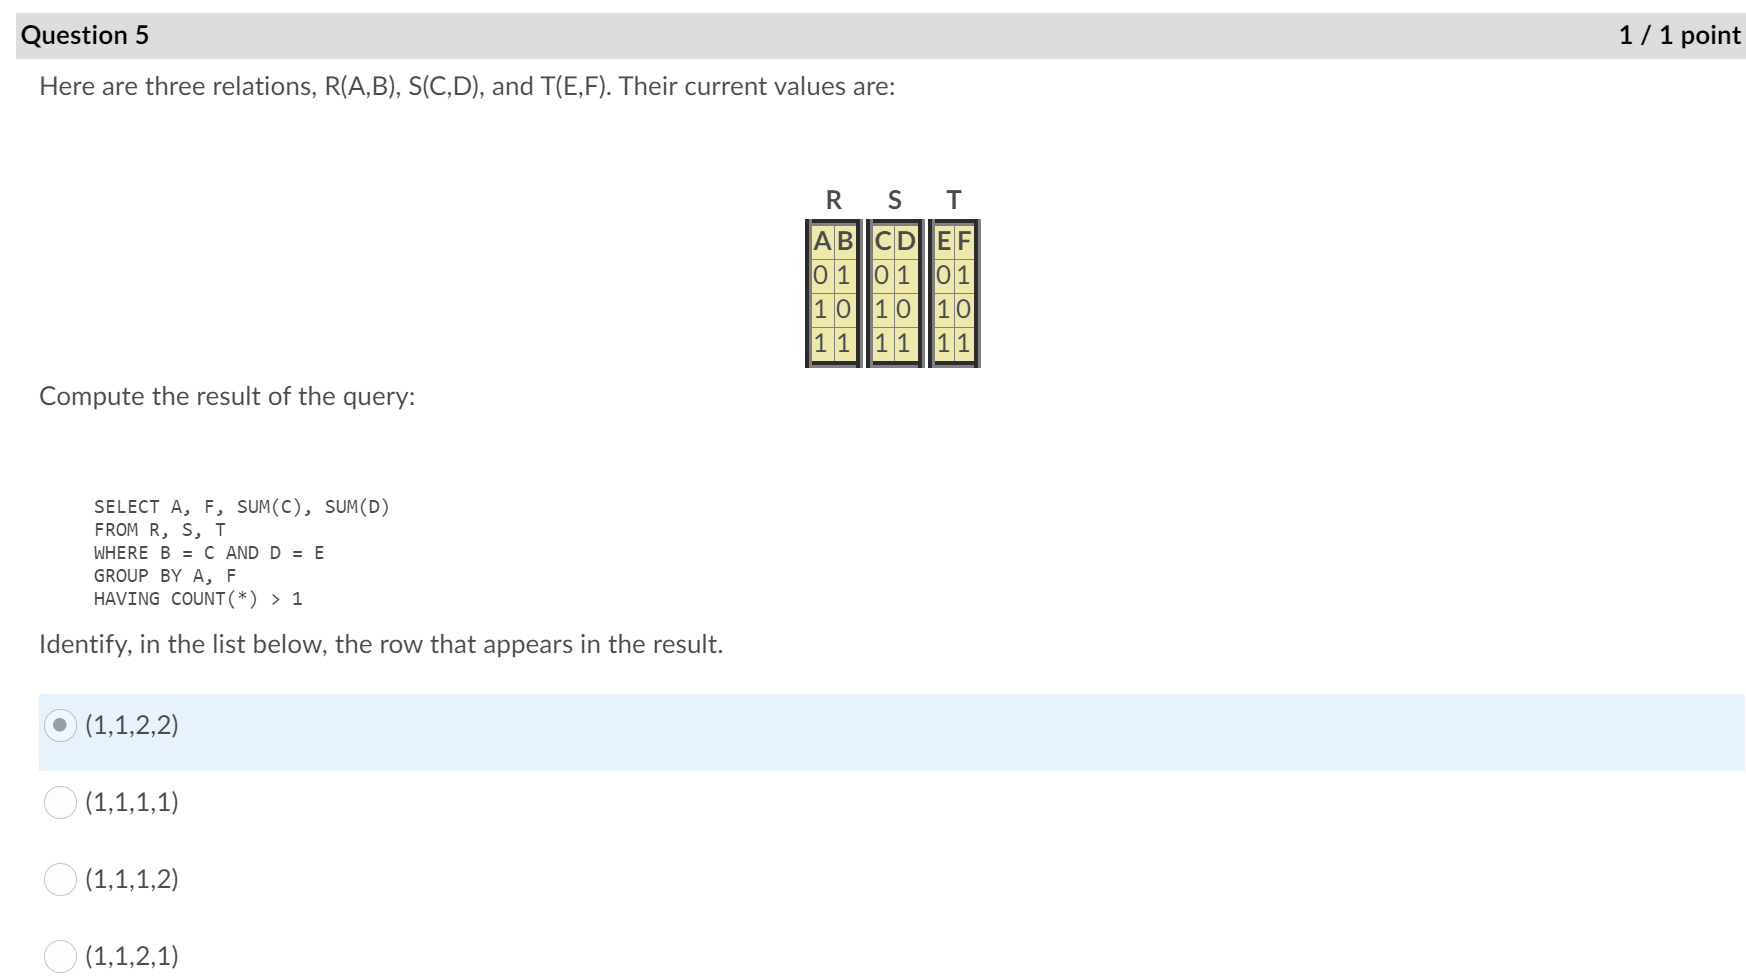 Question 5 1 / 1 point
Here are three relations, R(A,B), S(C,D), and T(E,F). Their current values are:
R S T
A B C D E F
0 1 0 1 0 1
1 0 1 0 1 0
1 1 1 1 1 1
Compute the result of the query:
SELECT A, F, SUM(C), SUM(D)
FROM R, S, T
WHERE B = C AND D = E
GROUP BY A, F
HAVING COUNT(*) > 1
Identify, in the list below, the row that appears in the result.
(1,1,2,2)
(1,1,1,1)
(1,1,1,2)
(1,1,2,1)